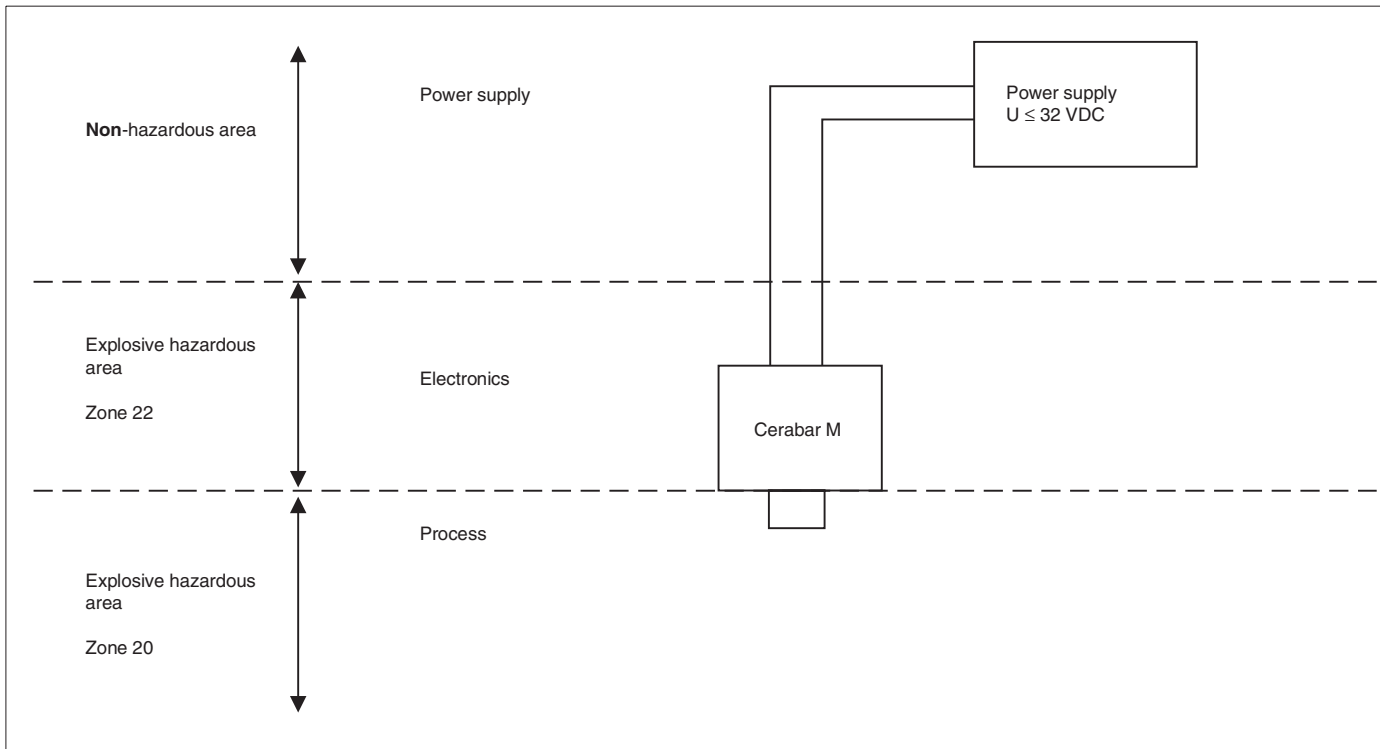 Power supply
Non-hazardous area
Power supply
U ≤ 32 VDC
Explosive hazardous
area
Zone 22
Electronics
Cerabar M
Process
Explosive hazardous
area
Zone 20